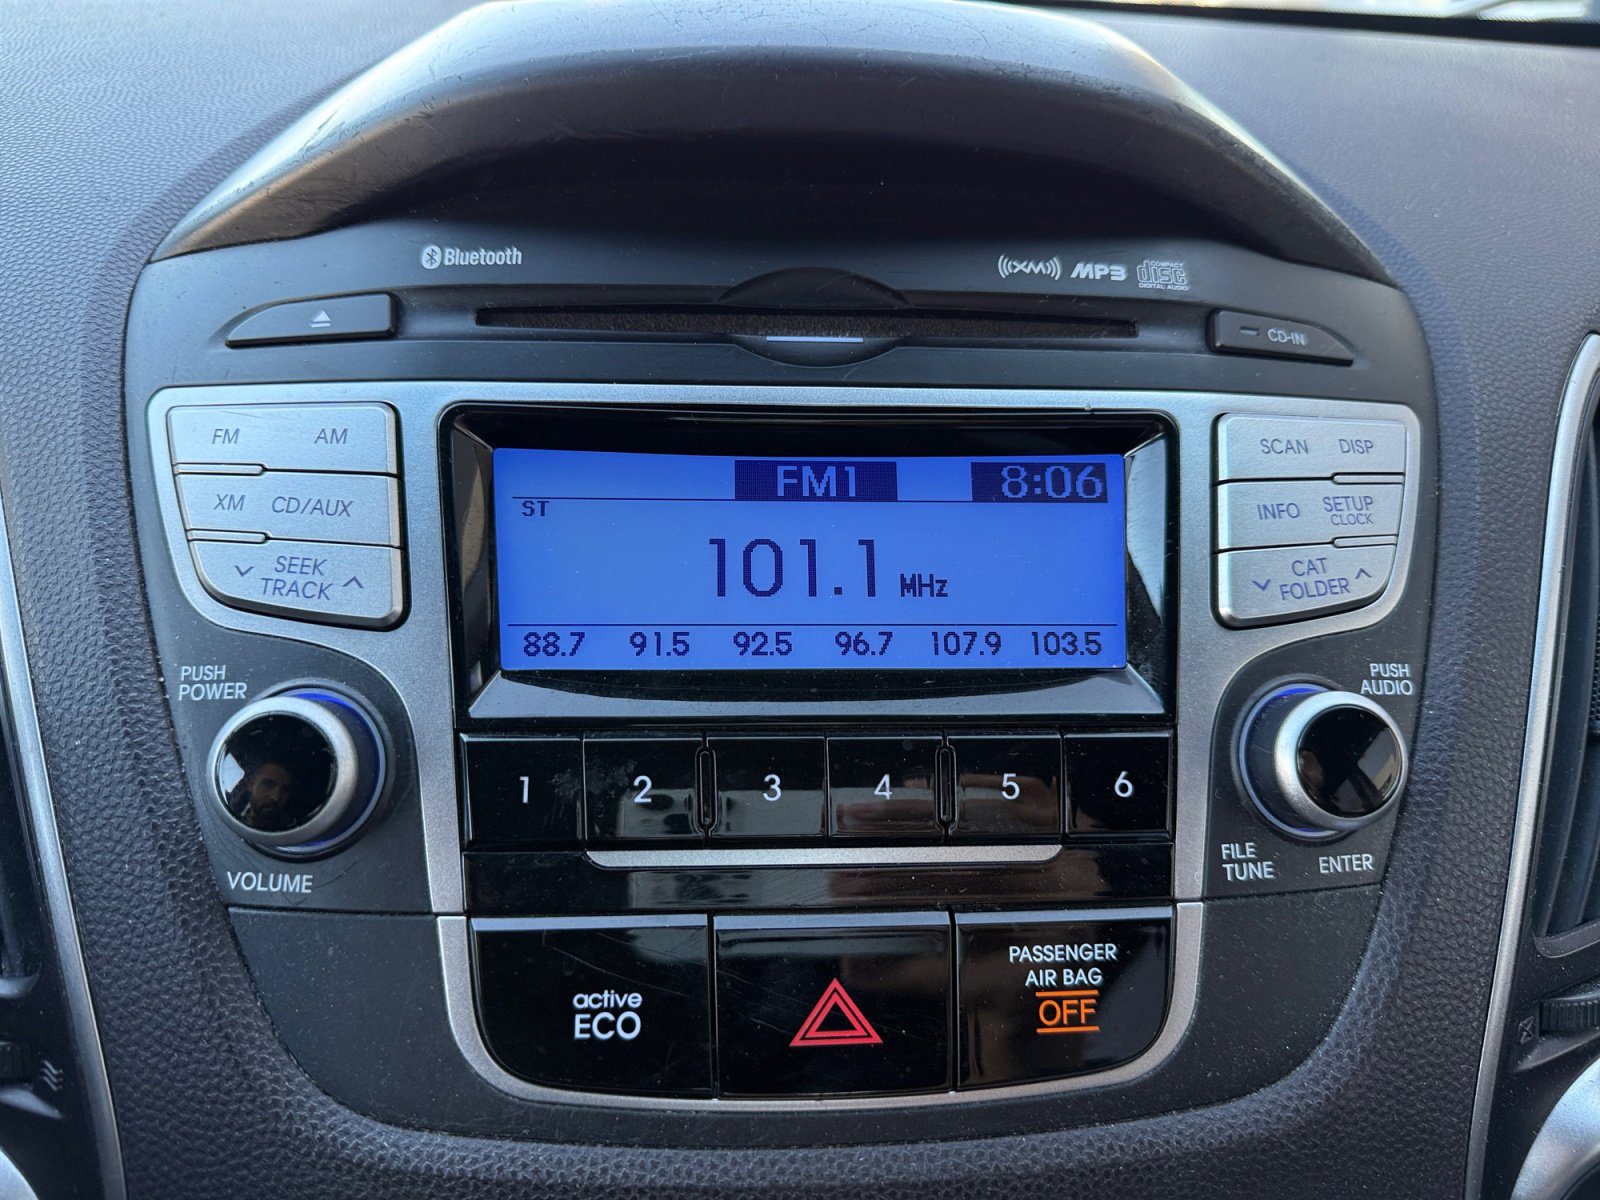 Bluetooth
XM MP3 COMPACT
disc
DIGITAL AUDIO
CD-IN
FM AM
XM CD/AUX
SEEK
TRACK
FM1 8:06
ST
101.1 MHz
88.7 91.5 92.5 96.7 107.9 103.5
SCAN DISP
INFO SETUP
CLOCK
CAT
FOLDER
PUSH
POWER
VOLUME
1 2 3 4 5 6
PUSH
AUDIO
FILE
TUNE
ENTER
active
ECO
PASSENGER
AIR BAG
OFF